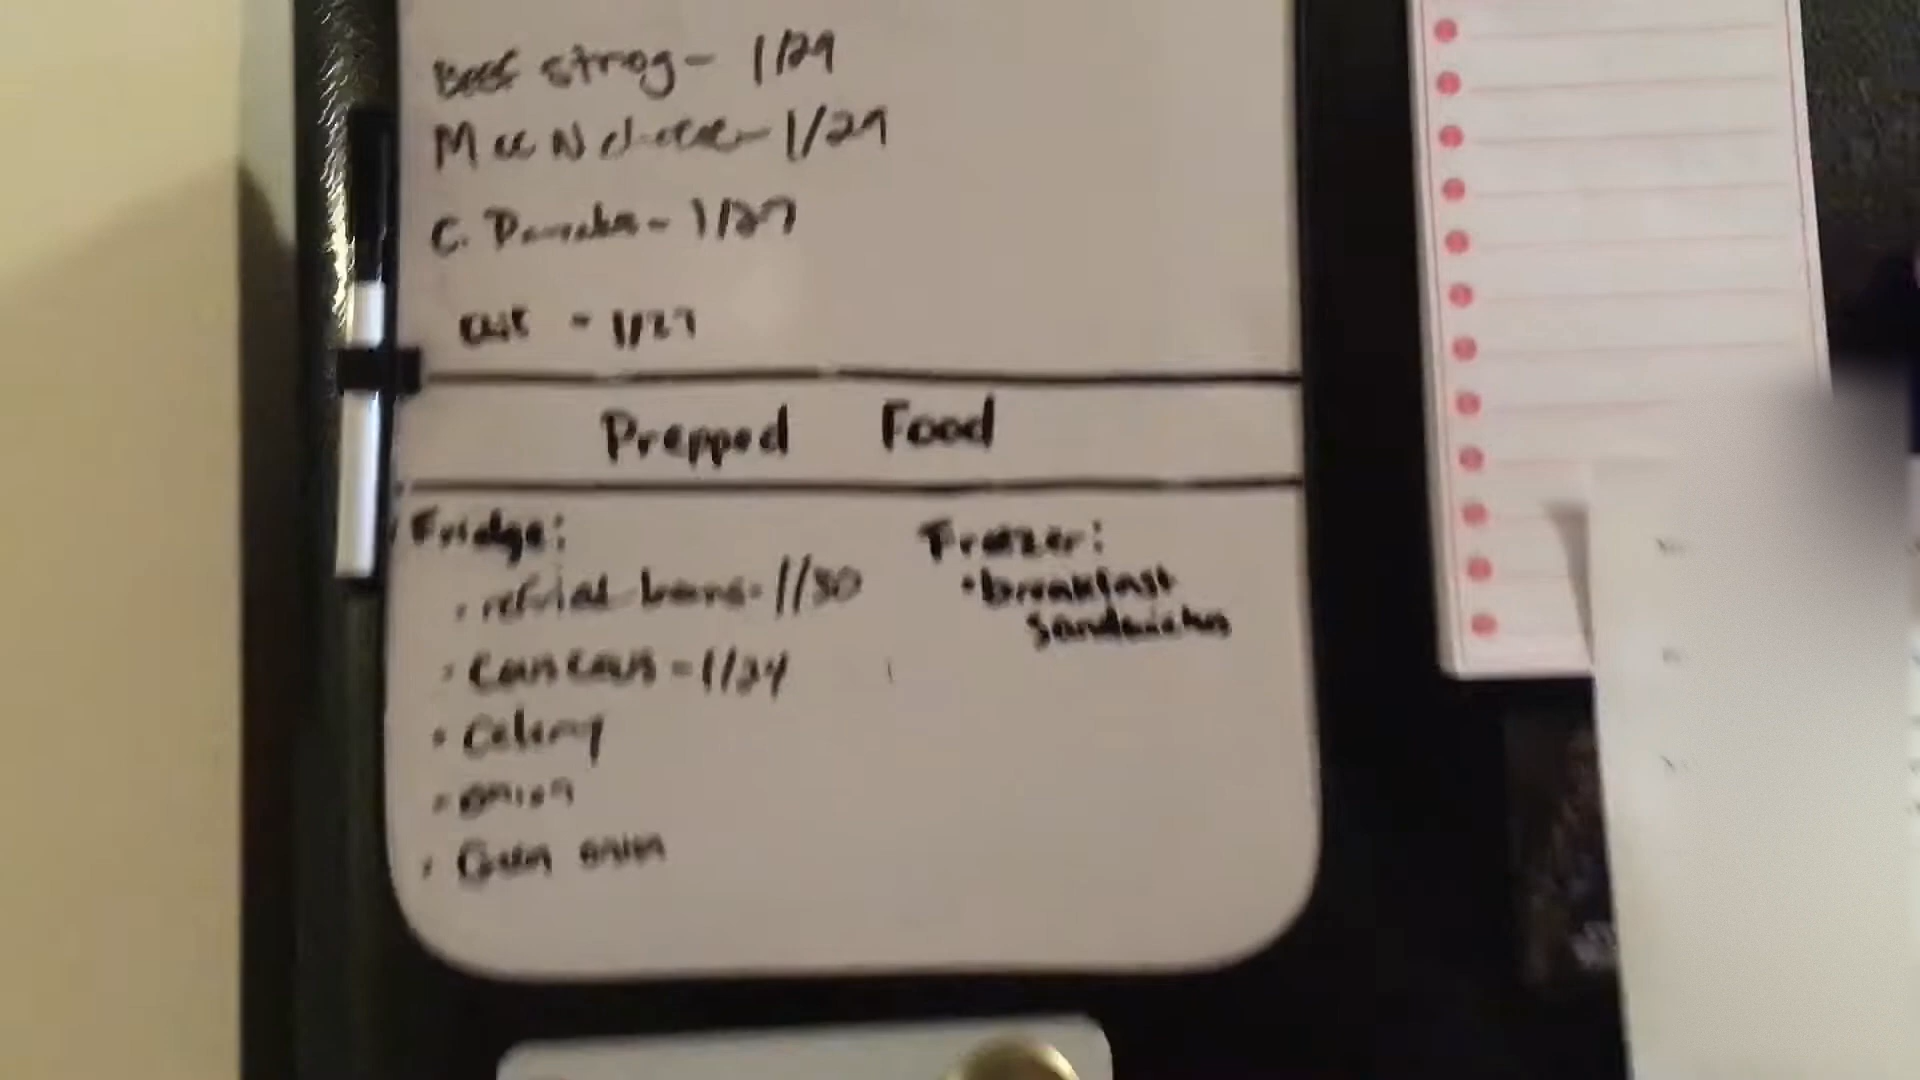 Beef strog - 1/29
Mac N cheese - 1/29
C. - 1/27
- 1/27
Prepped Food
Fridge:
• refried beans - 1/30
• Cous Cous - 1/24
• Celery
• onion
• Green onion
Freezer:
• breakfast
sandwiches